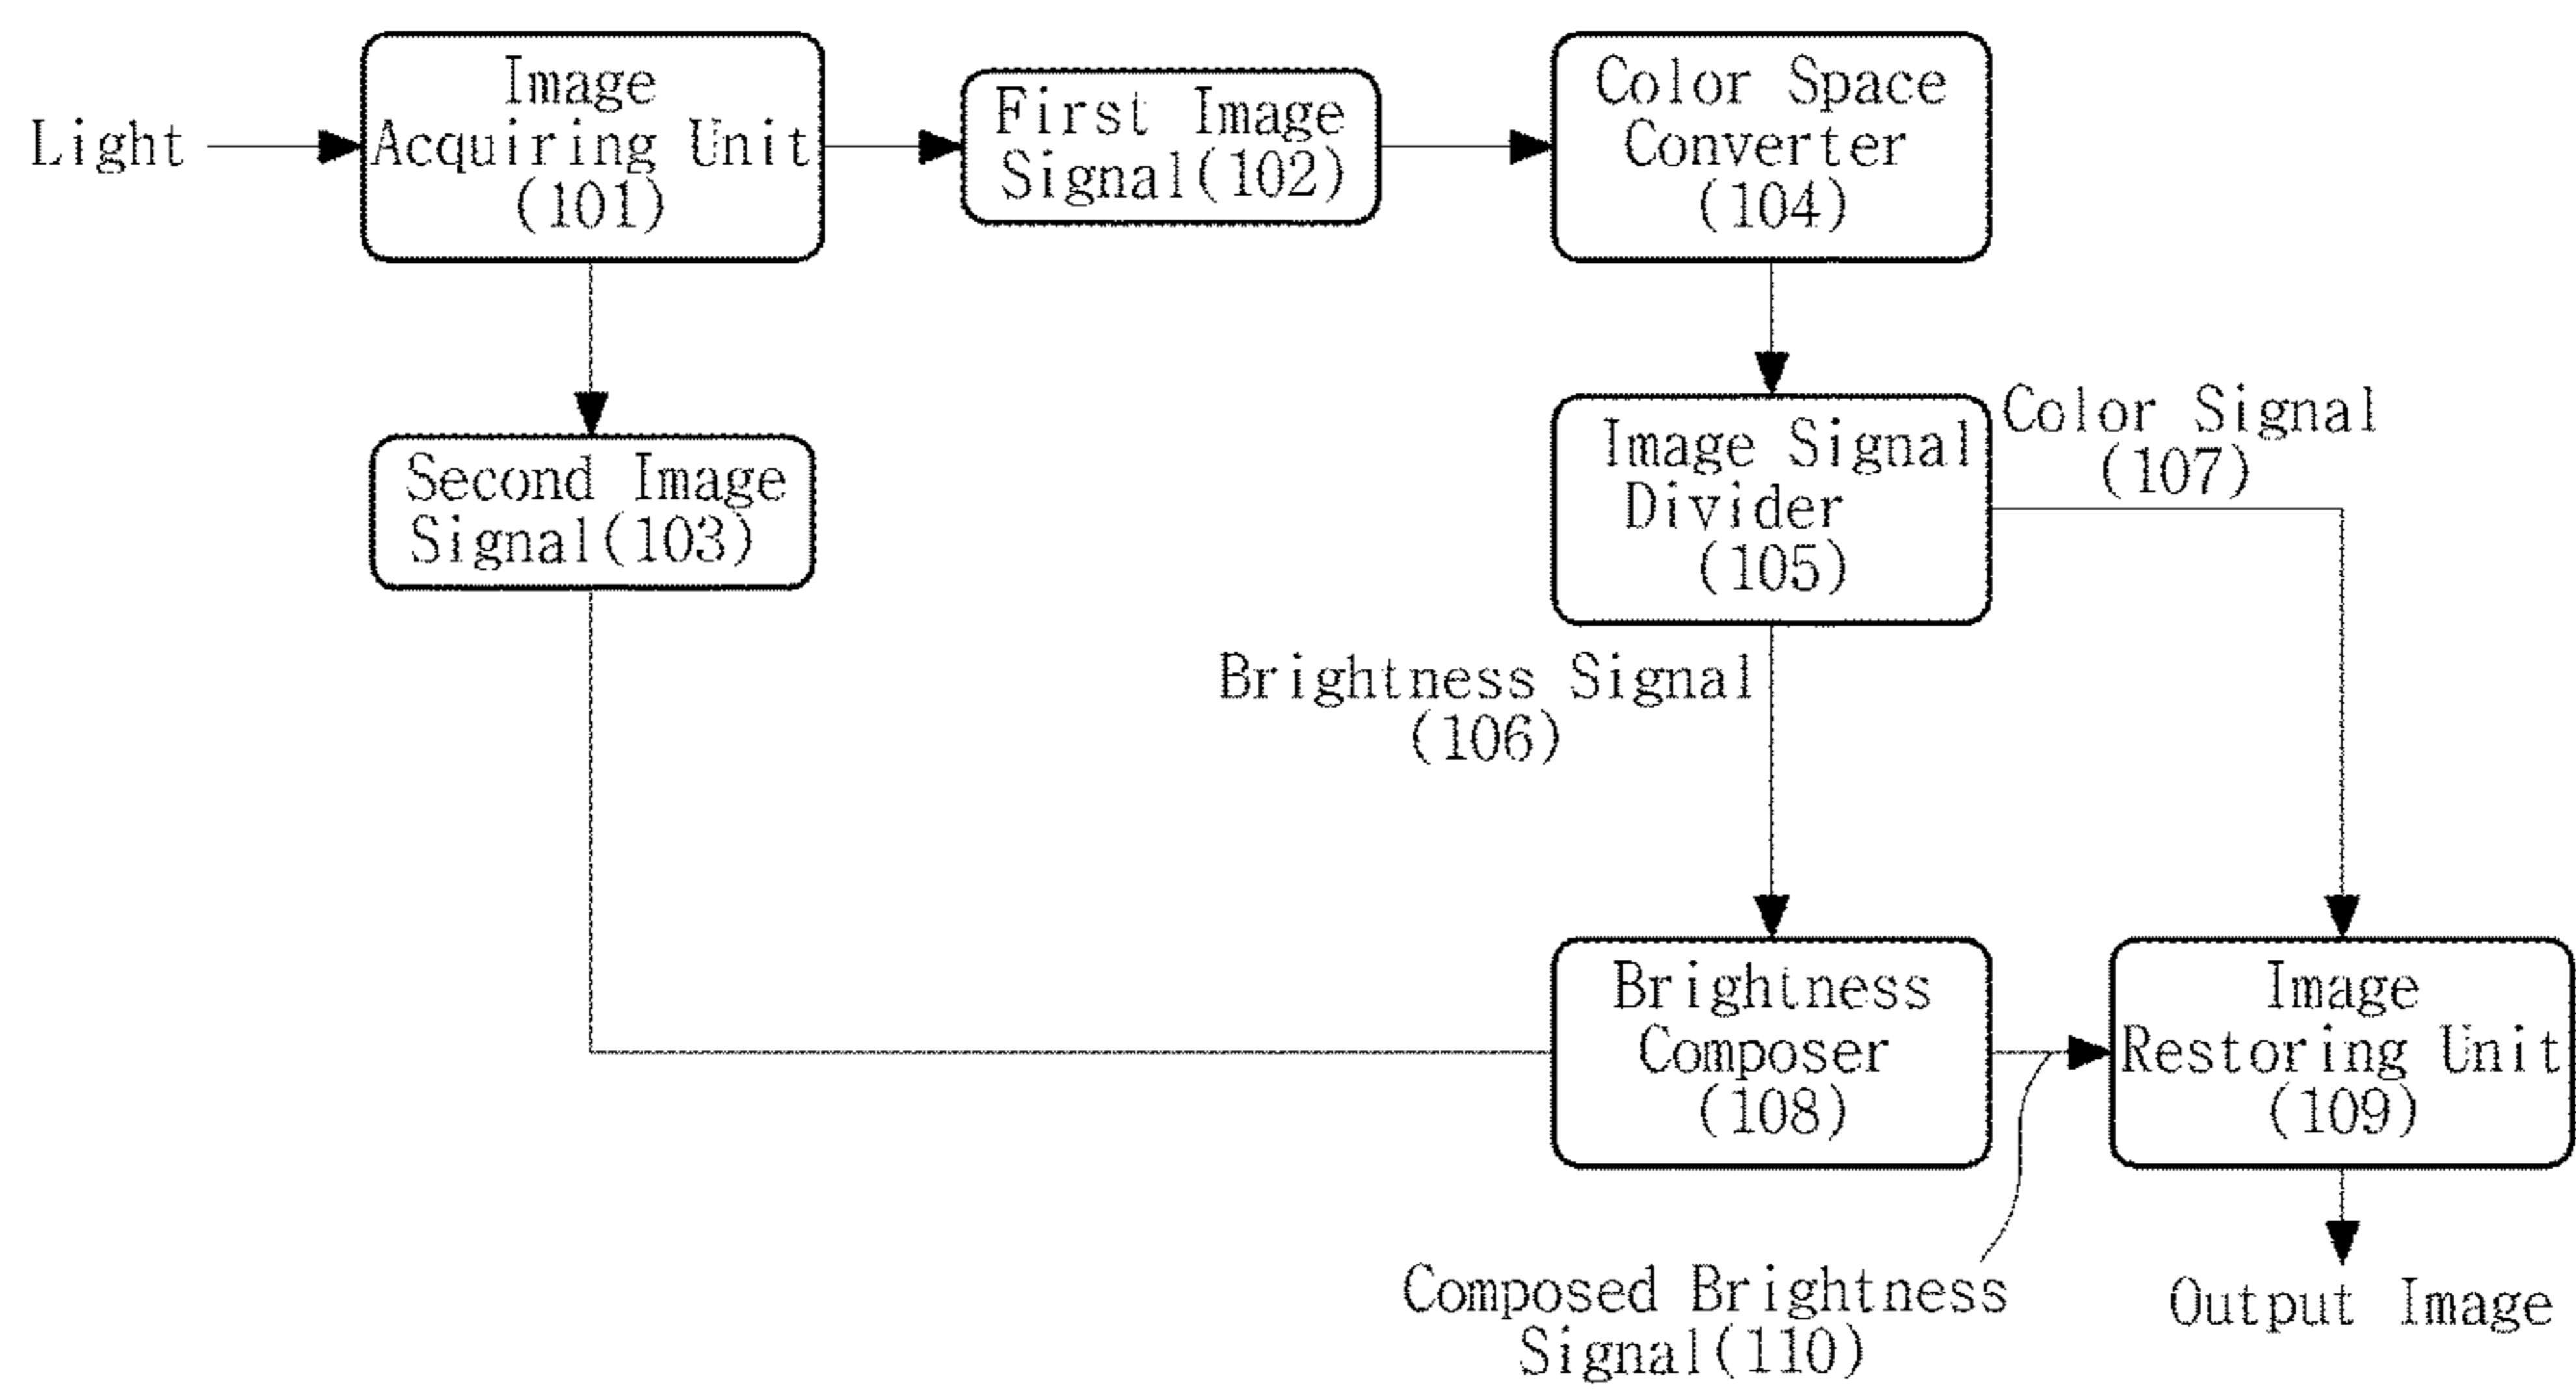 Light
Image
Acquiring Unit
(101)
First Image
Signal(102)
Color Space
Converter
(104)
Second Image
Signal(103)
Image Signal
Divider
(105)
Color Signal
(107)
Brightness Signal
(106)
Brightness
Composer
(108)
Image
Restoring Unit
(109)
Composed Brightness
Signal(110)
Output Image